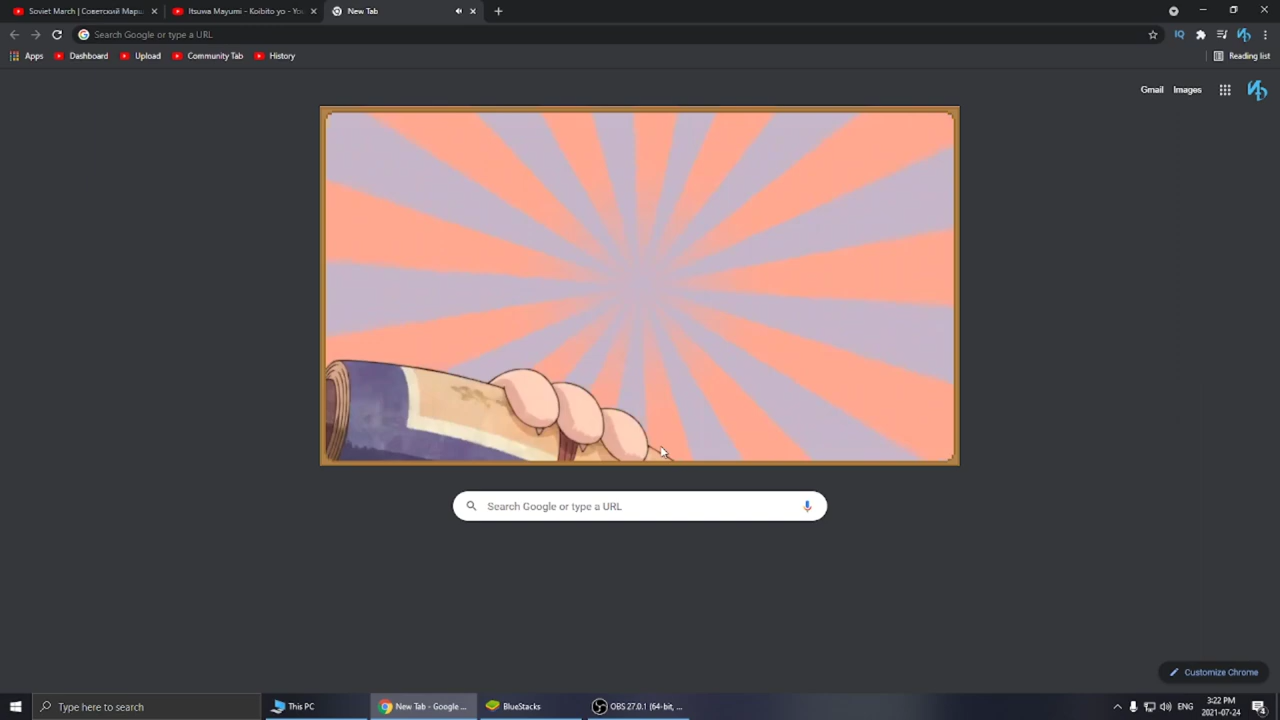 Soviet March | Советский Марш
Itsuwa Mayumi - Koibito yo - You
New Tab
Search Google or type a URL
Apps
Dashboard
Upload
Community Tab
History
Reading list
Gmail
Images
Search Google or type a URL
Customize Chrome
Type here to search
This PC
New Tab - Google ...
BlueStacks
OBS 27.0.1 (64-bit, ...
ENG
3:22 PM
2021-07-24